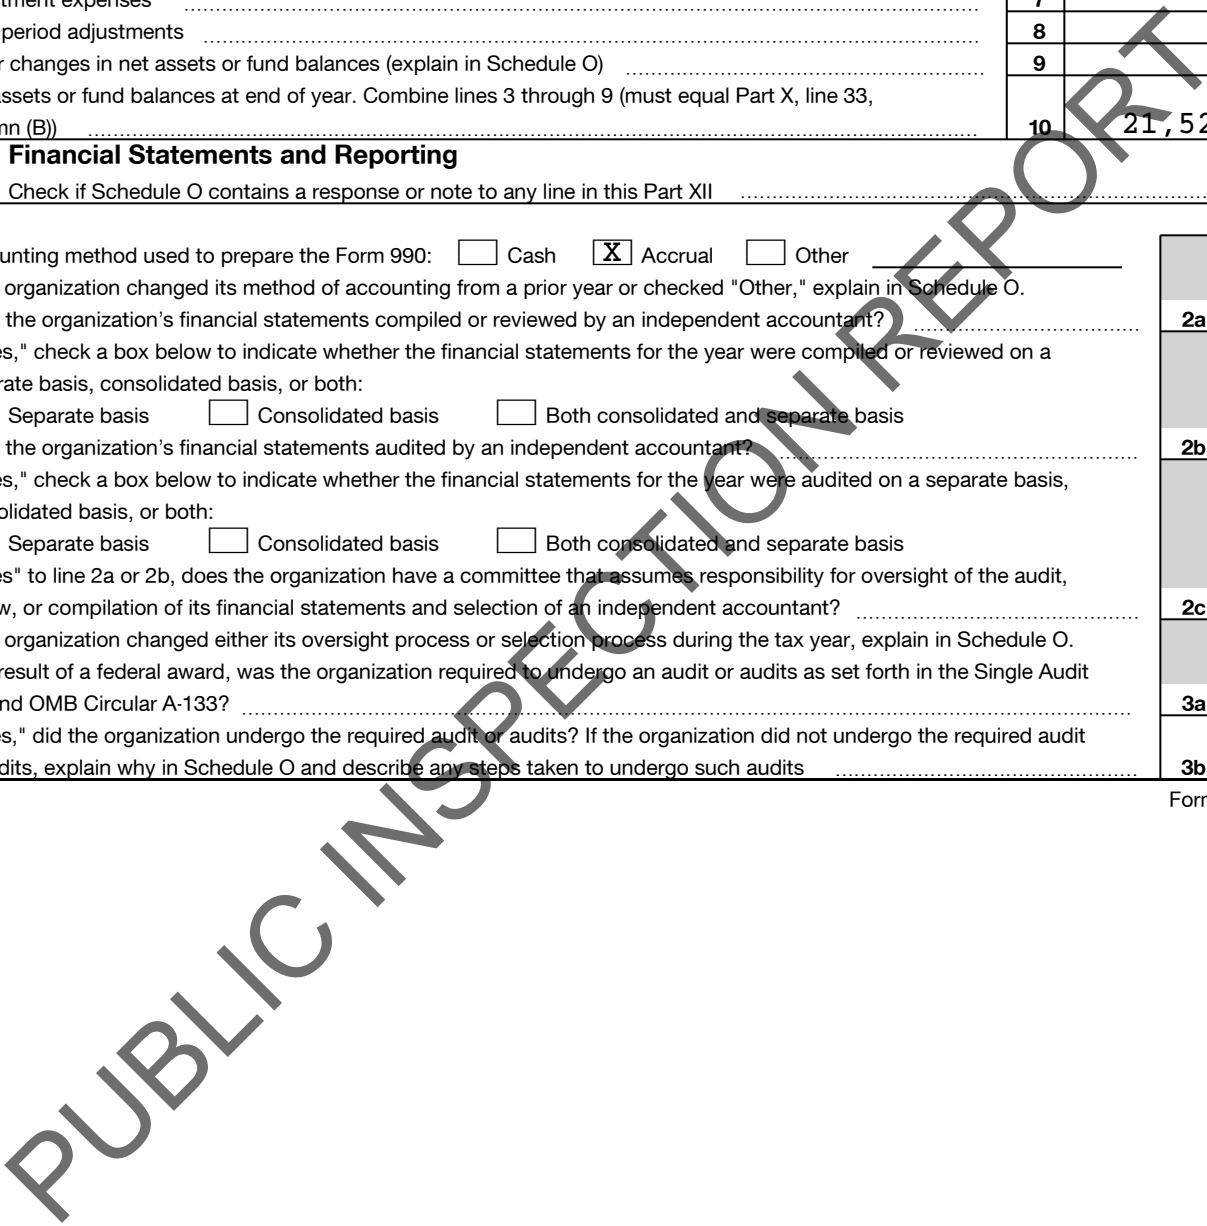 tment expenses 7
period adjustments 8
r changes in net assets or fund balances (explain in Schedule O) 9
assets or fund balances at end of year. Combine lines 3 through 9 (must equal Part X, line 33,
mn (B)) 10 21,52
Financial Statements and Reporting
Check if Schedule O contains a response or note to any line in this Part XII
unting method used to prepare the Form 990: Cash X Accrual Other
organization changed its method of accounting from a prior year or checked "Other," explain in Schedule O.
the organization's financial statements compiled or reviewed by an independent accountant? 2a
es," check a box below to indicate whether the financial statements for the year were compiled or reviewed on a
rate basis, consolidated basis, or both:
Separate basis Consolidated basis Both consolidated and separate basis
the organization's financial statements audited by an independent accountant? 2b
es," check a box below to indicate whether the financial statements for the year were audited on a separate basis,
olidated basis, or both:
Separate basis Consolidated basis Both consolidated and separate basis
es" to line 2a or 2b, does the organization have a committee that assumes responsibility for oversight of the audit,
w, or compilation of its financial statements and selection of an independent accountant? 2c
organization changed either its oversight process or selection process during the tax year, explain in Schedule O.
result of a federal award, was the organization required to undergo an audit or audits as set forth in the Single Audit
nd OMB Circular A-133? 3a
es," did the organization undergo the required audit or audits? If the organization did not undergo the required audit
dits, explain why in Schedule O and describe any steps taken to undergo such audits 3b
Form
PUBLIC INSPECTION REPORT